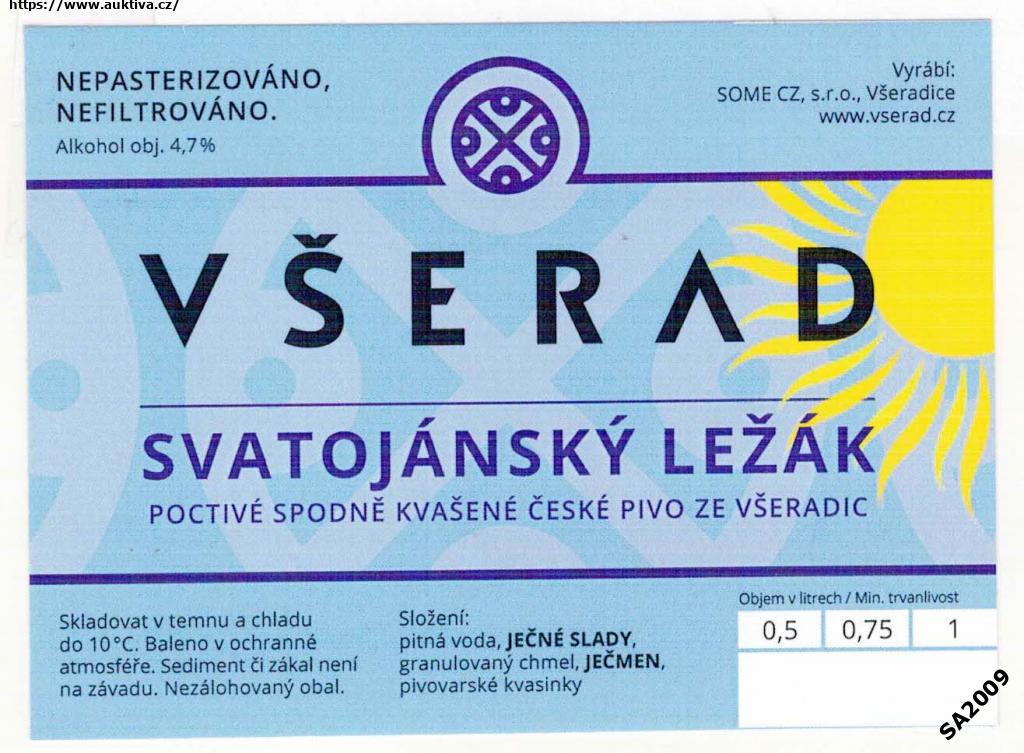 https://www.auktiva.cz/
NEPASTERIZOVÁNO,
NEFILTROVÁNO.
Alkohol obj. 4,7%
Vyrábí:
SOME CZ, s.r.o., Všeradice
www.vserad.cz
VŠERAD
SVATOJÁNSKÝ LEŽÁK
POCTIVÉ SPODNĚ KVAŠENÉ ČESKÉ PIVO ZE VŠERADIC
Skladovat v temnu a chladu
do 10°C. Baleno v ochranné
atmosféře. Sediment či zákal není
na závadu. Nezálohovaný obal.
Složení:
pitná voda, JEČNÉ SLADY,
granulovaný chmel, JEČMEN,
pivovarské kvasinky
Objem v litrech / Min. trvanlivost
0,5 0,75 1
SA2009